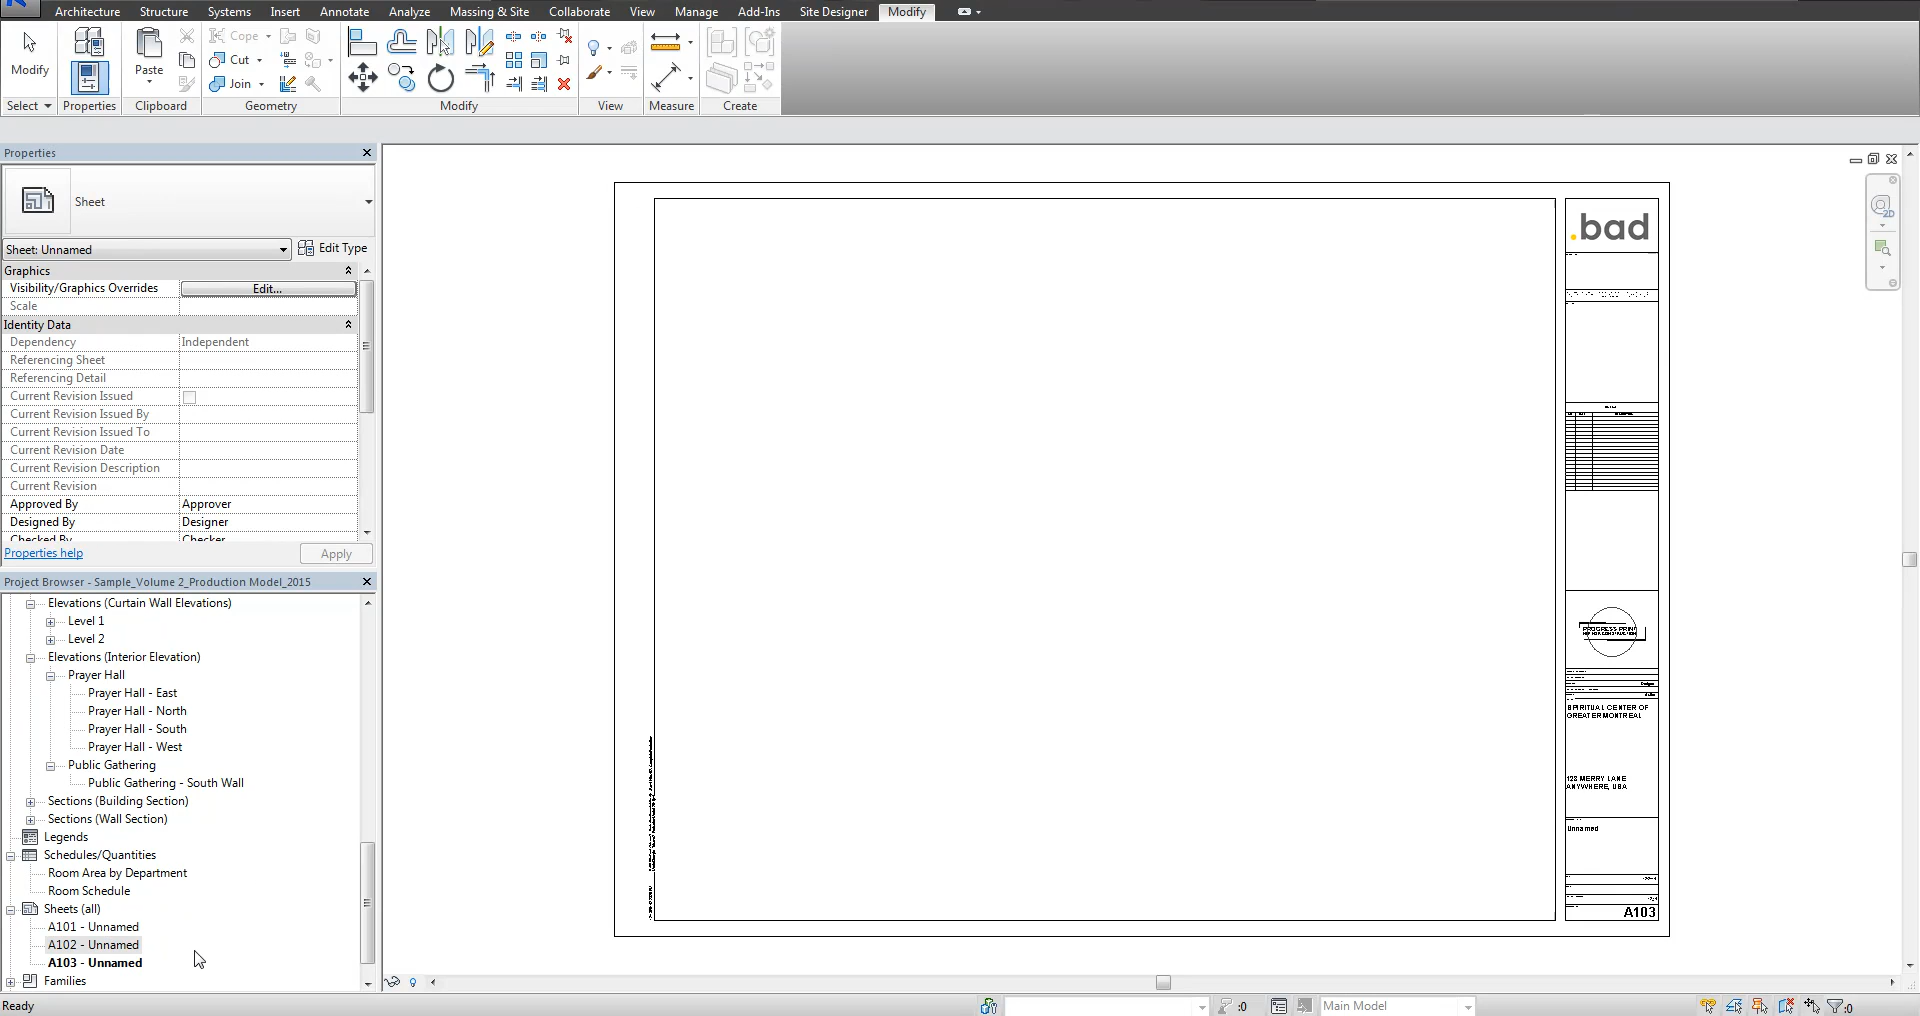 Architecture Structure Systems Insert Annotate Analyze Massing & Site Collaborate View Manage Add-Ins Site Designer Modify
Cope
Cut
Join
Modify
Paste
Select Properties Clipboard Geometry Modify View Measure Create
Properties
Sheet
Sheet: Unnamed
Edit Type
Graphics
Visibility/Graphics Overrides Edit...
Scale
Identity Data
Dependency Independent
Referencing Sheet
Referencing Detail
Current Revision Issued
Current Revision Issued By
Current Revision Issued To
Current Revision Date
Current Revision Description
Current Revision
Approved By Approver
Designed By Designer
Checked By Checker
Properties help Apply
Project Browser - Sample_Volume 2_Production Model_2015
Elevations (Curtain Wall Elevations)
Level 1
Level 2
Elevations (Interior Elevation)
Prayer Hall
Prayer Hall - East
Prayer Hall - North
Prayer Hall - South
Prayer Hall - West
Public Gathering
Public Gathering - South Wall
Sections (Building Section)
Sections (Wall Section)
Legends
Schedules/Quantities
Room Area by Department
Room Schedule
Sheets (all)
A101 - Unnamed
A102 - Unnamed
A103 - Unnamed
Families
.bad
PROGRESS PRINT
SPIRITUAL CENTER OF
GREATER MONTREAL
123 MERRY LANE
ANYWHERE, USA
Unnamed
A103
2D
Ready
:0
Main Model
:0